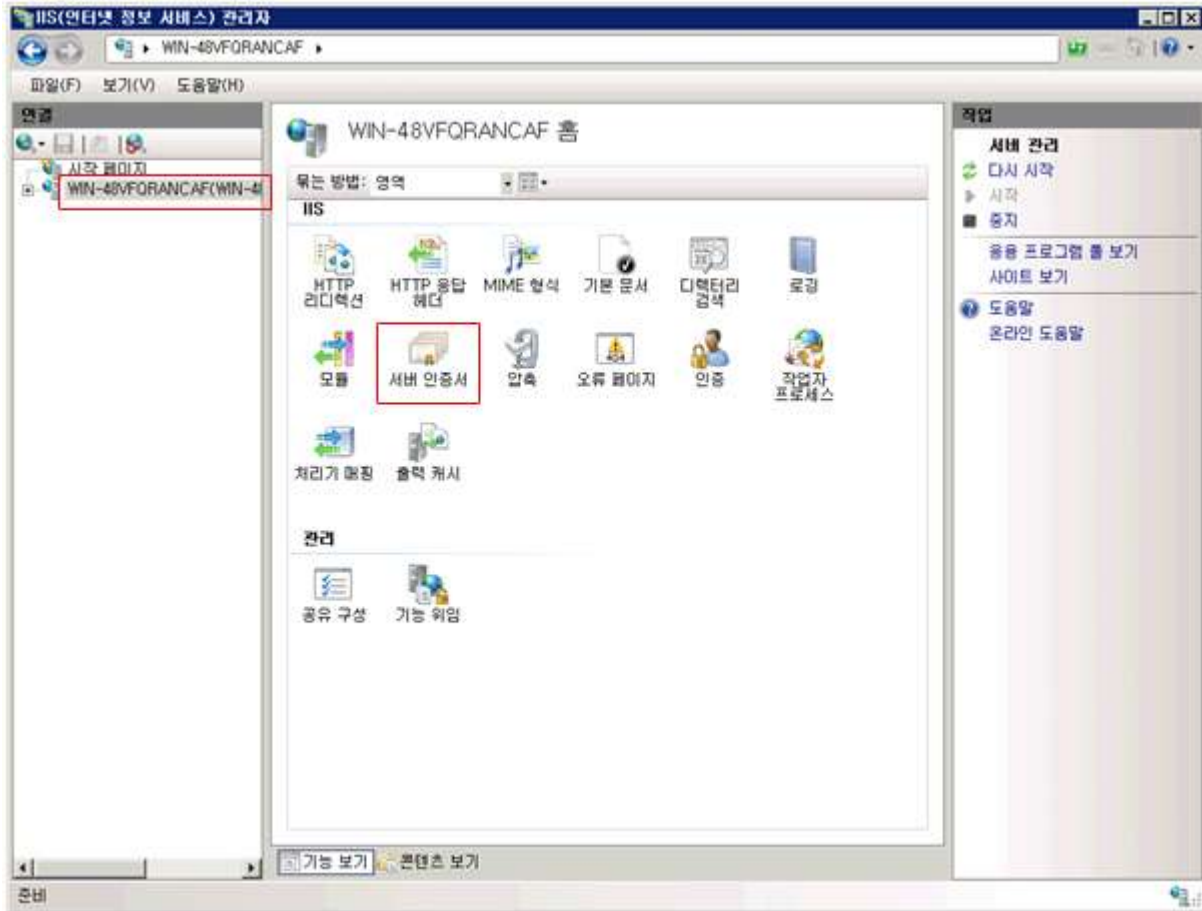 IIS(인터넷 정보 서비스) 관리자
WIN-48VFQRANCAF
파일(F) 보기(V) 도움말(H)
연결
시작 페이지
WIN-48VFQRANCAF(WIN-48
WIN-48VFQRANCAF 홈
묶는 방법: 영역
IIS
HTTP 리디렉션
HTTP 응답 헤더
MIME 형식
기본 문서
디렉터리 검색
로깅
모듈
서버 인증서
압축
오류 페이지
인증
작업자 프로세스
처리기 매핑
출력 캐시
관리
공유 구성
기능 위임
기능 보기
콘텐츠 보기
준비
작업
서버 관리
다시 시작
시작
중지
응용 프로그램 풀 보기
사이트 보기
도움말
온라인 도움말